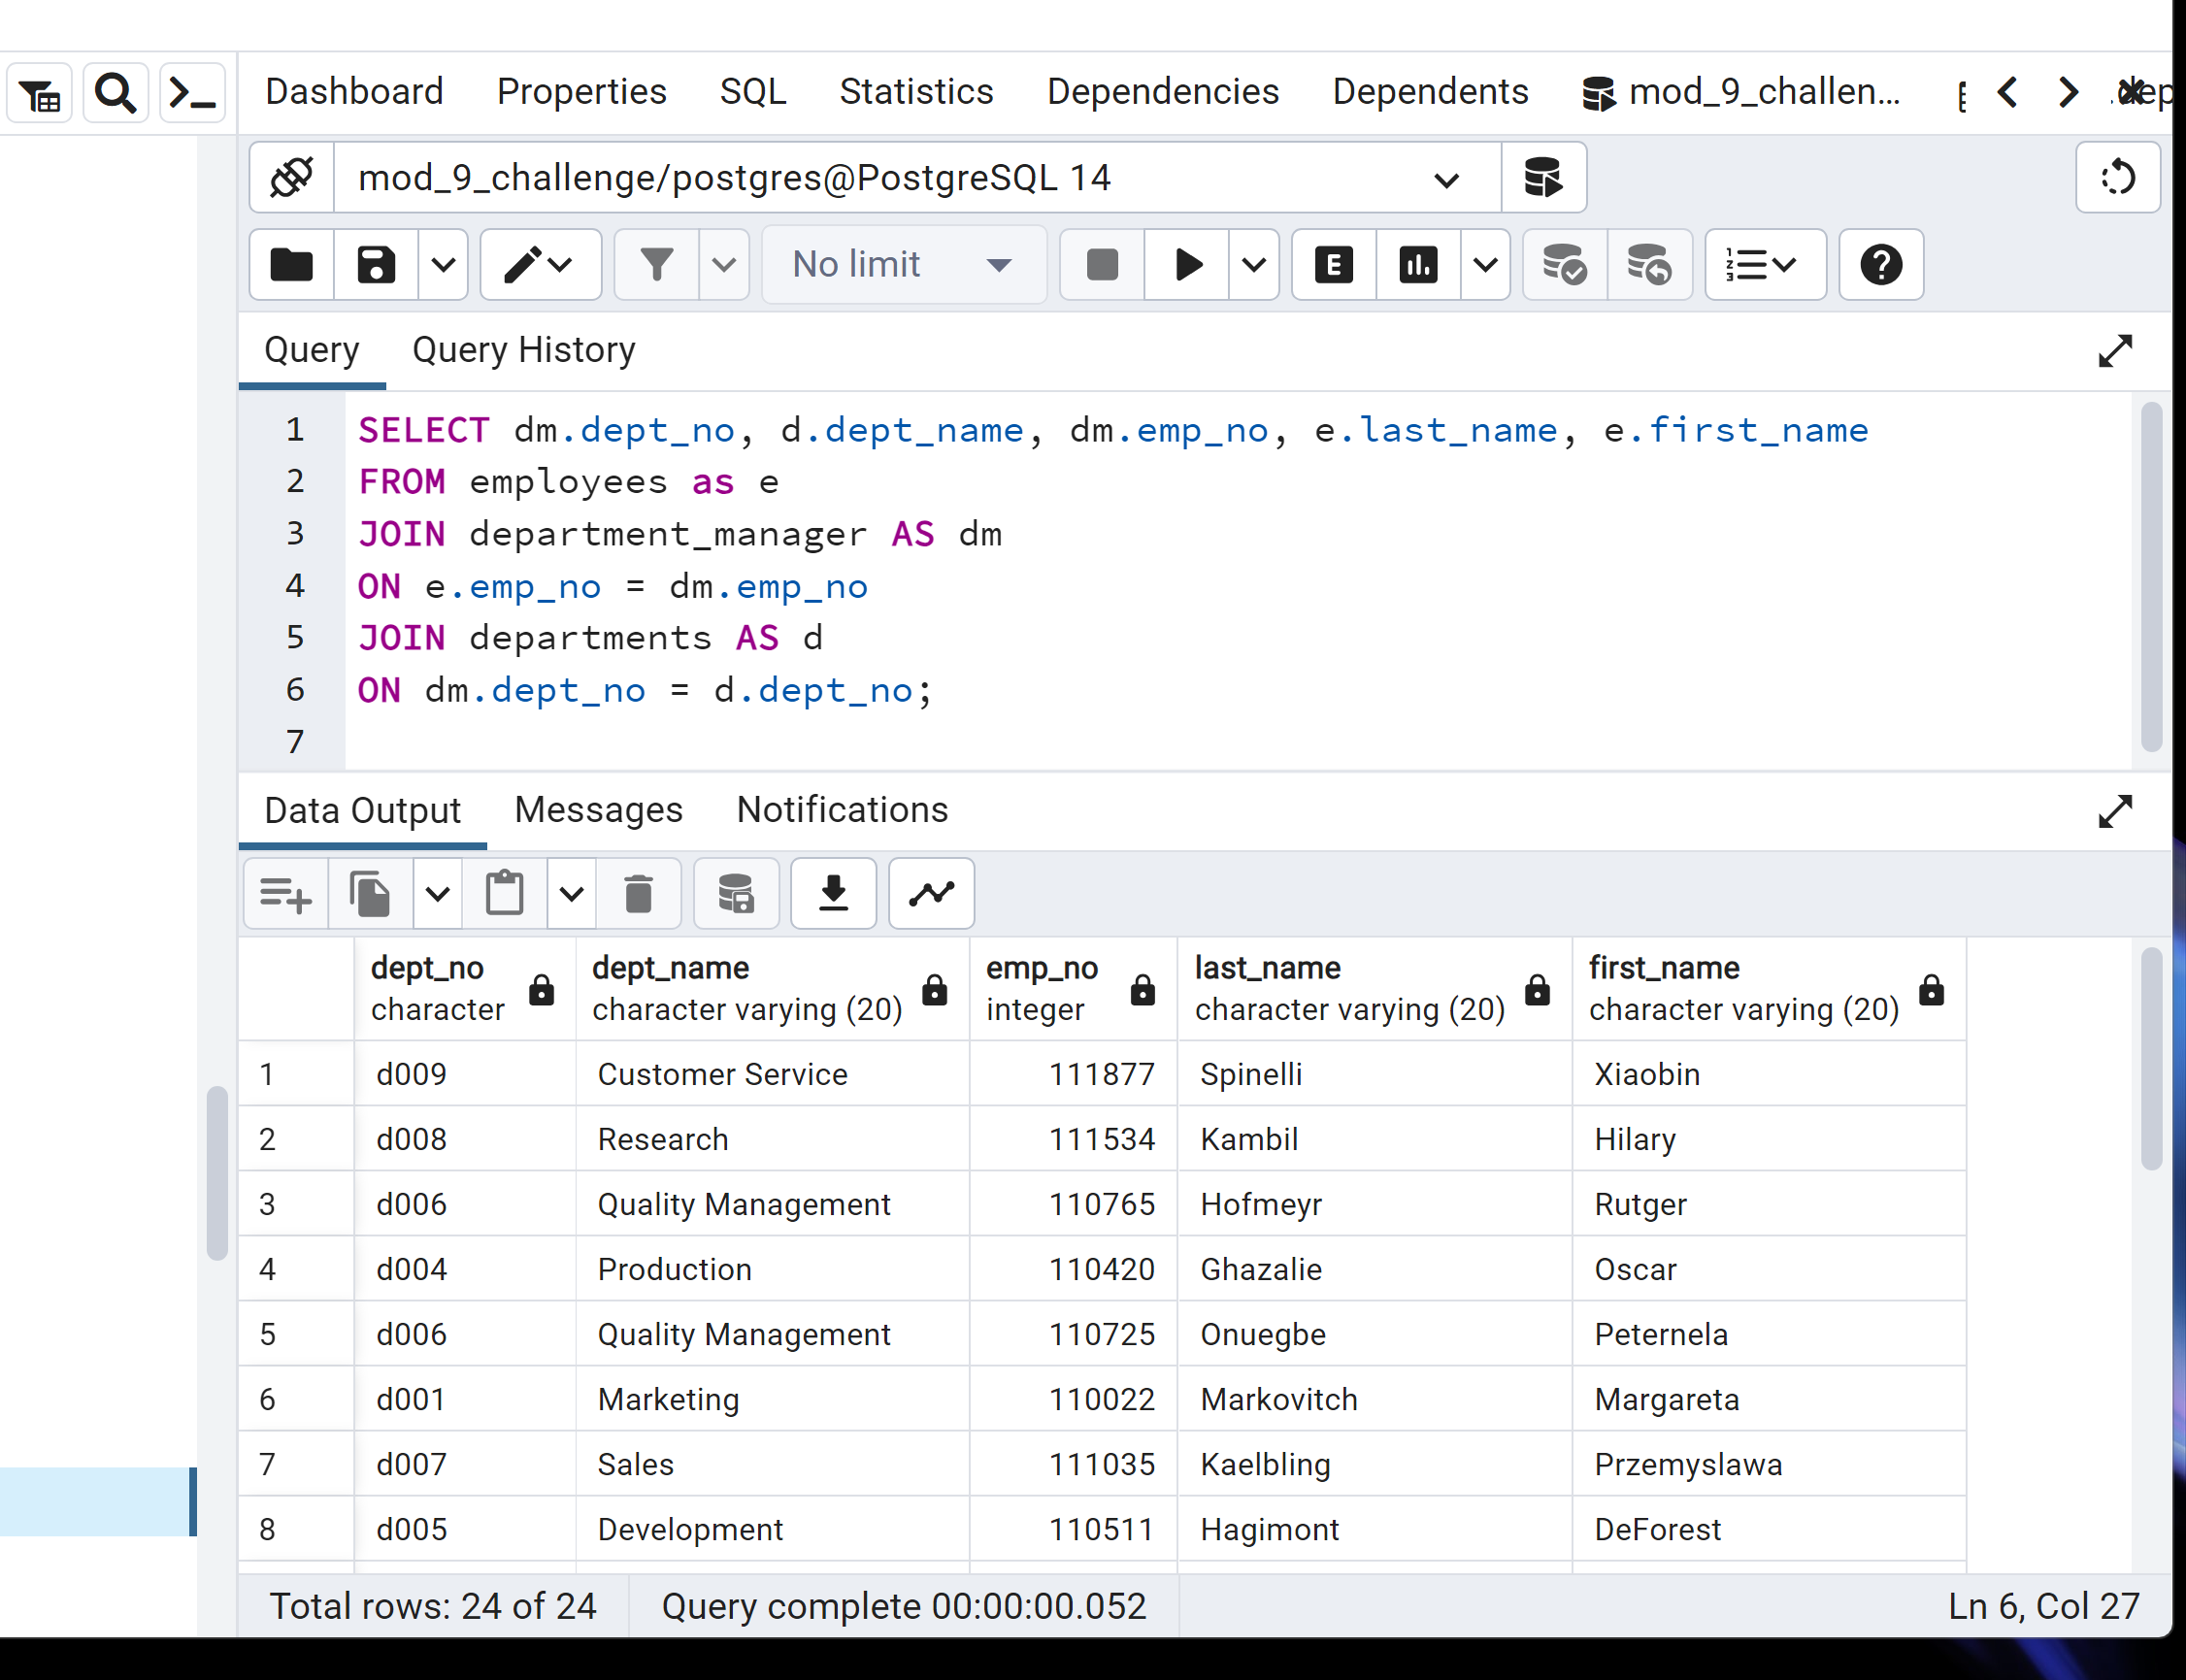 Dashboard Properties SQL Statistics Dependencies Dependents mod_9_challen... .dep
mod_9_challenge/postgres@PostgreSQL 14
No limit
Query Query History
1 SELECT dm.dept_no, d.dept_name, dm.emp_no, e.last_name, e.first_name
2 FROM employees as e
3 JOIN department_manager AS dm
4 ON e.emp_no = dm.emp_no
5 JOIN departments AS d
6 ON dm.dept_no = d.dept_no;
7
Data Output Messages Notifications
dept_no dept_name emp_no last_name first_name
character character varying (20) integer character varying (20) character varying (20)
1 d009 Customer Service 111877 Spinelli Xiaobin
2 d008 Research 111534 Kambil Hilary
3 d006 Quality Management 110765 Hofmeyr Rutger
4 d004 Production 110420 Ghazalie Oscar
5 d006 Quality Management 110725 Onuegbe Peternela
6 d001 Marketing 110022 Markovitch Margareta
7 d007 Sales 111035 Kaelbling Przemyslawa
8 d005 Development 110511 Hagimont DeForest
Total rows: 24 of 24 Query complete 00:00:00.052 Ln 6, Col 27